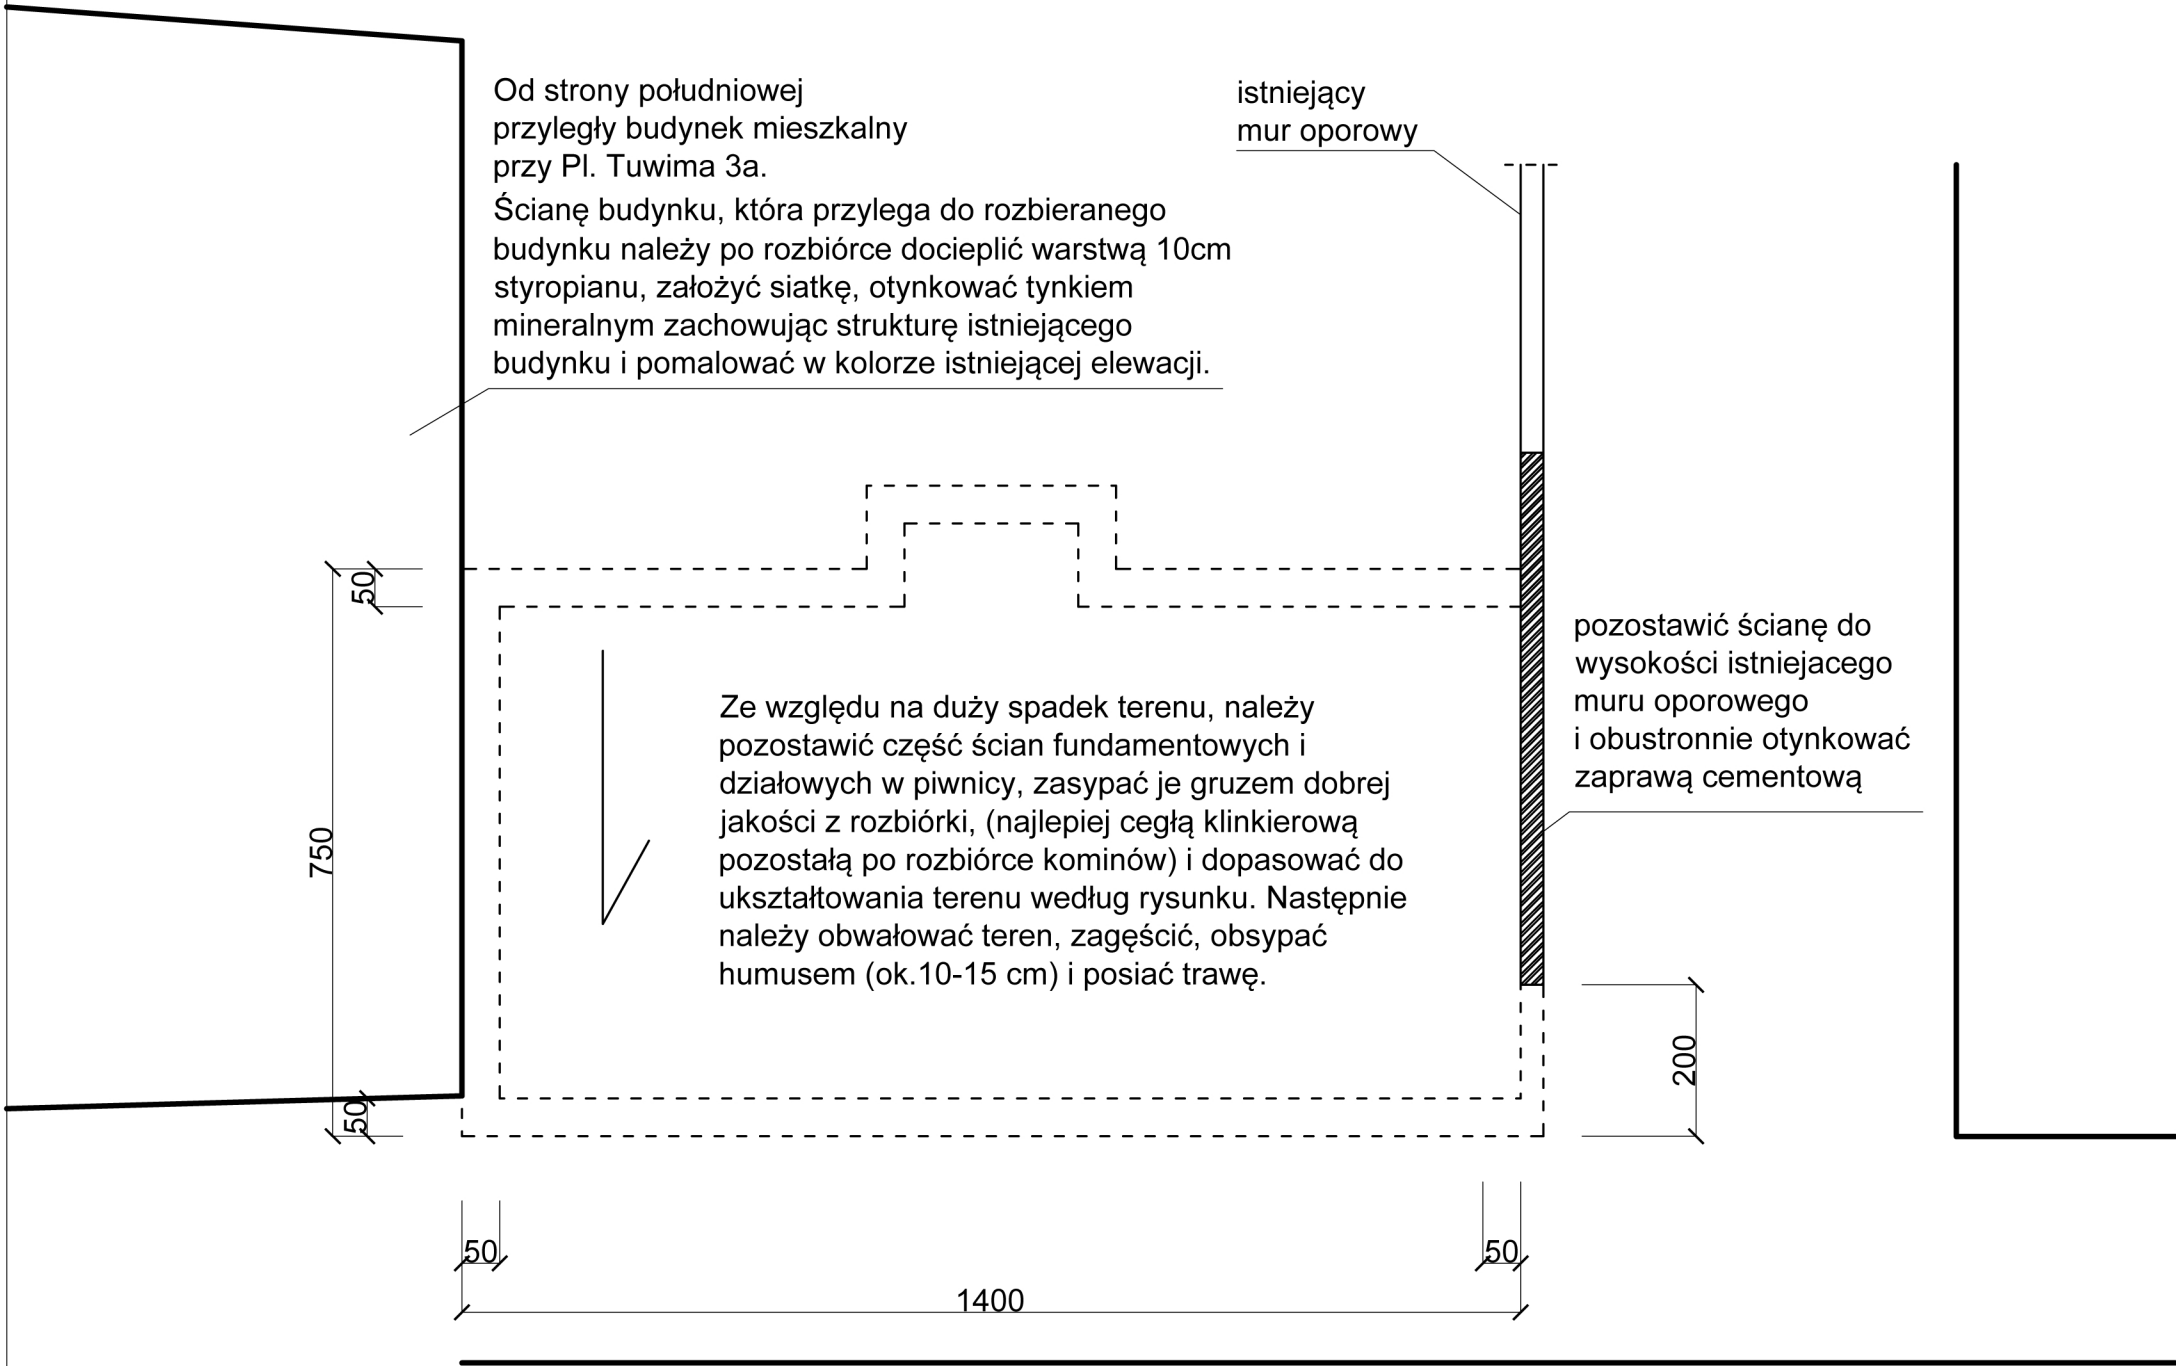 Od strony południowej
przyległy budynek mieszkalny
przy Pl. Tuwima 3a.
Ścianę budynku, która przylega do rozbieranego
budynku należy po rozbiórce docieplić warstwą 10cm
styropianu, założyć siatkę, otynkować tynkiem
mineralnym zachowując strukturę istniejącego
budynku i pomalować w kolorze istniejącej elewacji.
istniejący
mur oporowy
50
750
50
Ze względu na duży spadek terenu, należy
pozostawić część ścian fundamentowych i
działowych w piwnicy, zasypać je gruzem dobrej
jakości z rozbiórki, (najlepiej cegłą klinkierową
pozostałą po rozbiórce kominów) i dopasować do
ukształtowania terenu według rysunku. Następnie
należy obwałować teren, zagęścić, obsypać
humusem (ok.10-15 cm) i posiać trawę.
pozostawić ścianę do
wysokości istniejacego
muru oporowego
i obustronnie otynkować
zaprawą cementową
200
50
50
1400